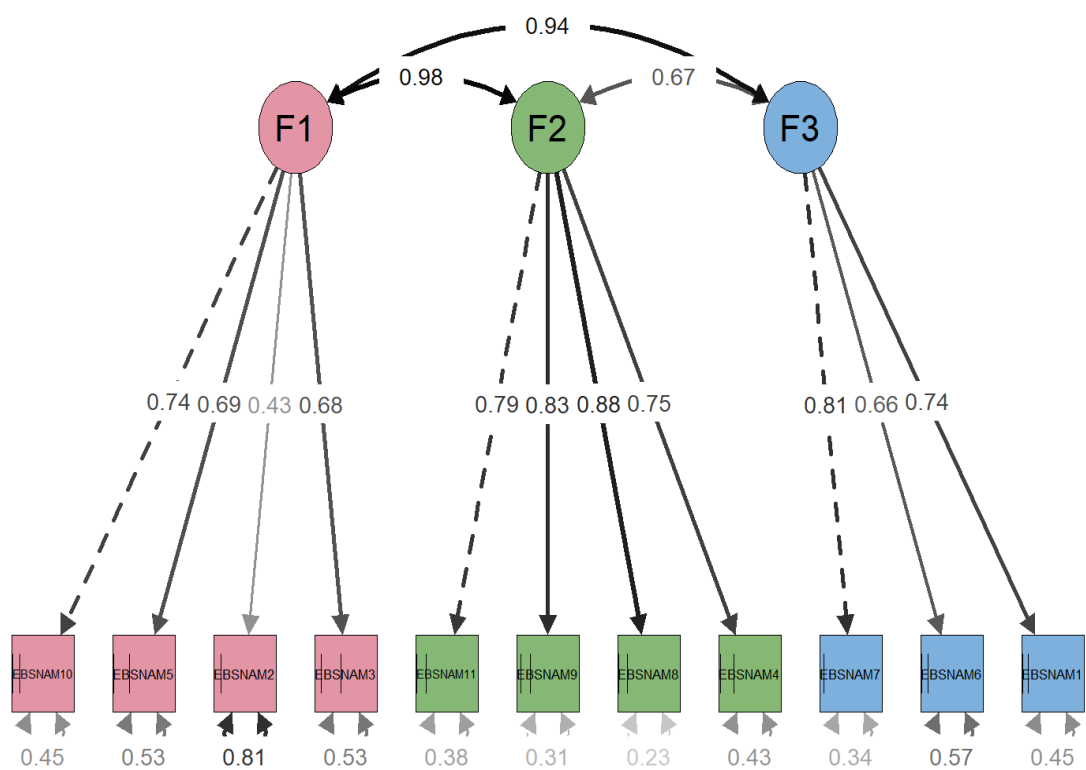 0.94
0.98 0.67
F1 F2 F3
0.74 0.69 0.43 0.68 0.79 0.83 0.88 0.75 0.81 0.66 0.74
EBSNAM10 EBSNAM5 EBSNAM2 EBSNAM3 EBSNAM11 EBSNAM9 EBSNAM8 EBSNAM4 EBSNAM7 EBSNAM6 EBSNAM1
0.45 0.53 0.81 0.53 0.38 0.31 0.23 0.43 0.34 0.57 0.45